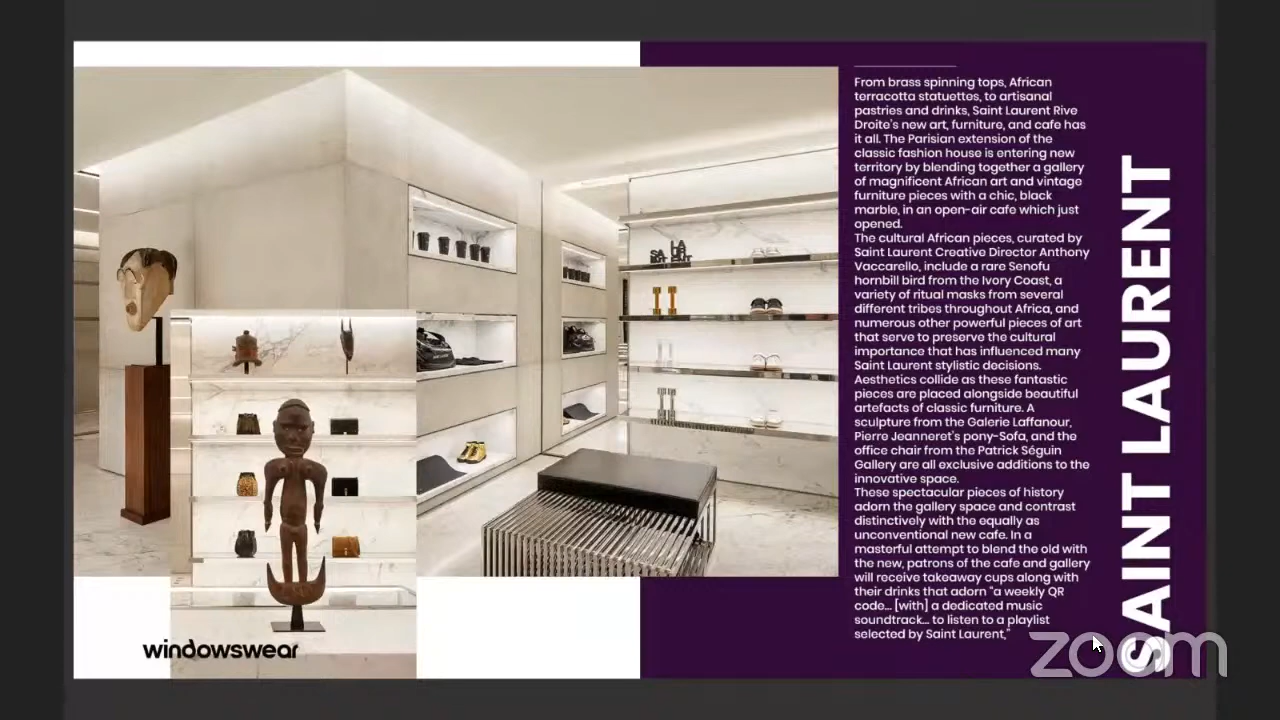 From brass spinning tops, African
terracotta statuettes, to artisanal
pastries and drinks, Saint Laurent Rive
Droite's new art, furniture, and cafe has
it all. The Parisian extension of the
classic fashion house is entering new
territory by blending together a gallery
of magnificent African art and vintage
furniture pieces with a chic, black
marble, in an open-air cafe which just
opened.
The cultural African pieces, curated by
Saint Laurent Creative Director Anthony
Vaccarello, include a rare Senofu
hornbill bird from the Ivory Coast, a
variety of ritual masks from several
different tribes throughout Africa, and
numerous other powerful pieces of art
that serve to preserve the cultural
importance that has influenced many
Saint Laurent stylistic decisions.
Aesthetics collide as these fantastic
pieces are placed alongside beautiful
artefacts of classic furniture. A
sculpture from the Galerie Laffanour,
Pierre Jeanneret's pony-Sofa, and the
office chair from the Patrick Séguin
Gallery are all exclusive additions to the
innovative space.
These spectacular pieces of history
adorn the gallery space and contrast
distinctively with the equally as
unconventional new cafe. In a
masterful attempt to blend the old with
the new, patrons of the cafe and gallery
will receive takeaway cups along with
their drinks that adorn "a weekly QR
code... [with] a dedicated music
soundtrack... to listen to a playlist
selected by Saint Laurent,"
SAINT LAURENT
windowswear
zoom